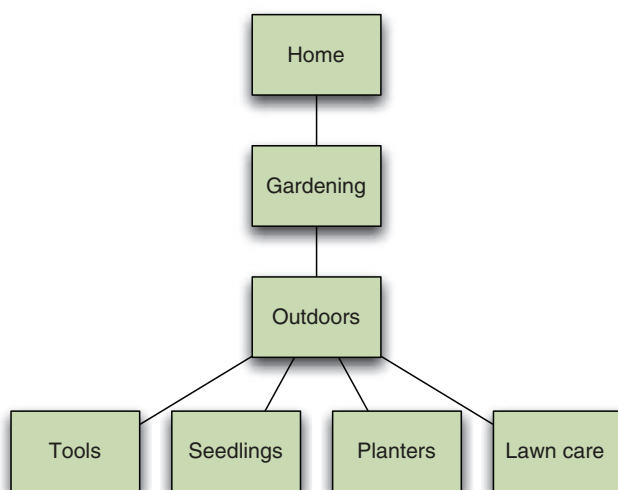 Home
Gardening
Outdoors
Tools
Seedlings
Planters
Lawn care